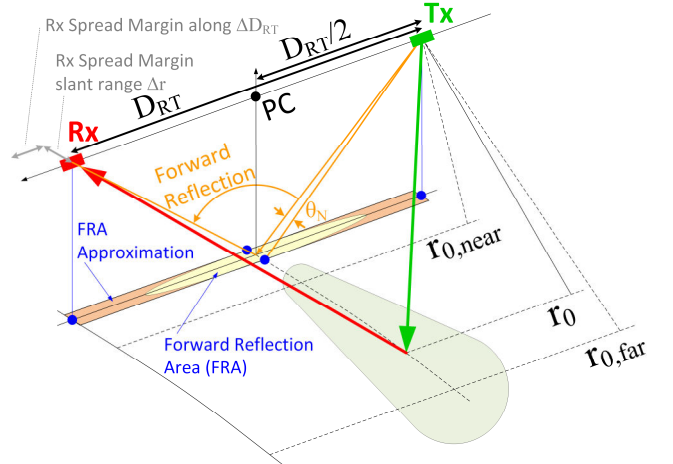 Rx Spread Margin along ΔD_RT
Rx Spread Margin
slant range Δr
Tx
D_RT/2
D_RT
PC
Rx
Forward
Reflection
θ_N
FRA
Approximation
r_0,near
r_0
r_0,far
Forward Reflection
Area (FRA)